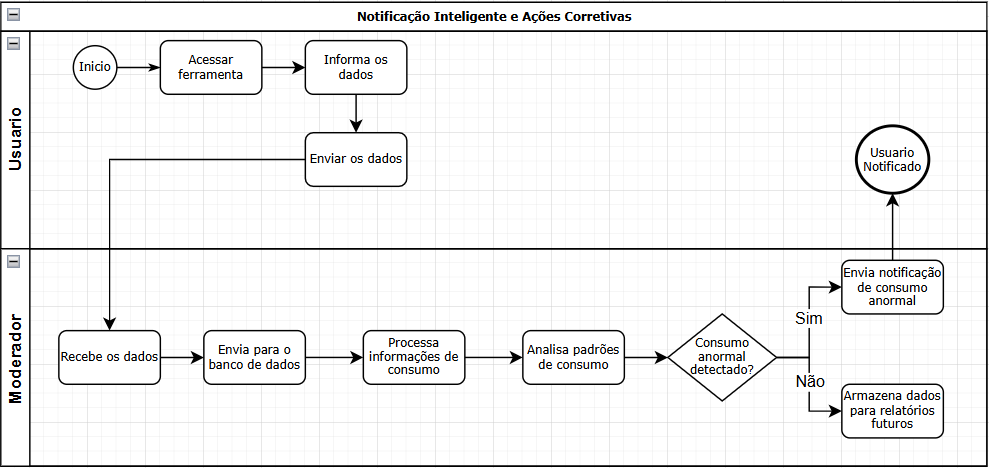 Notificação Inteligente e Ações Corretivas
Usuario
Inicio
Acessar
ferramenta
Informa os
dados
Enviar os dados
Usuario
Notificado
Moderador
Recebe os dados
Envia para o
banco de dados
Processa
informações de
consumo
Analisa padrões
de consumo
Consumo
anormal
detectado?
Sim
Envia notificação
de consumo
anormal
Não
Armazena dados
para relatórios
futuros